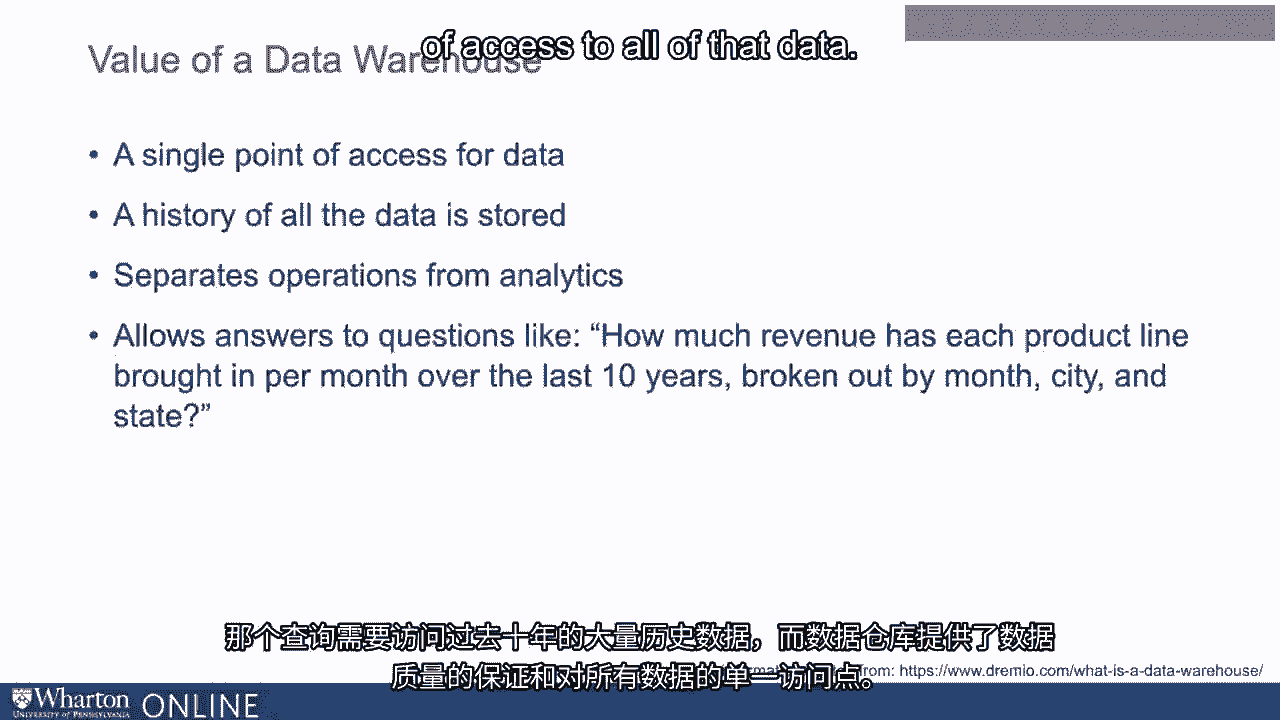 of access to all of that data.
Value of a Data Warehouse
• A single point of access for data
• A history of all the data is stored
• Separates operations from analytics
• Allows answers to questions like: “How much revenue has each product line
brought in per month over the last 10 years, broken out by month, city, and
state?”
那个查询需要访问过去十年的大量历史数据，而数据仓库提供了数据
质量的保证和对所有数据的单一访问点。
from: https://www.dremio.com/what-is-a-data-warehouse/
Wharton ONLINE
UNIVERSITY OF PENNSYLVANIA